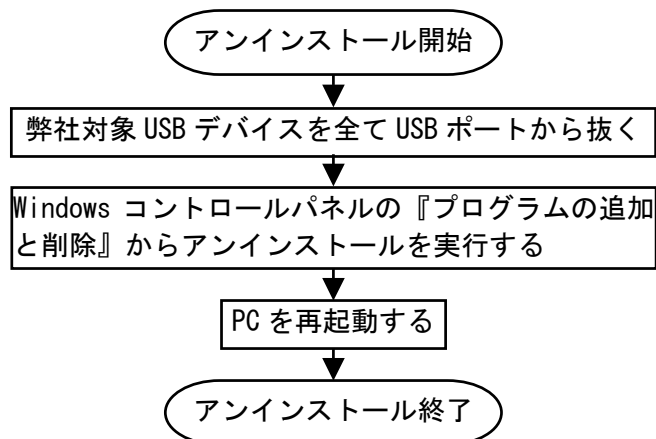 アンインストール開始
弊社対象 USB デバイスを全て USB ポートから抜く
Windows コントロールパネルの『プログラムの追加
と削除』からアンインストールを実行する
PC を再起動する
アンインストール終了